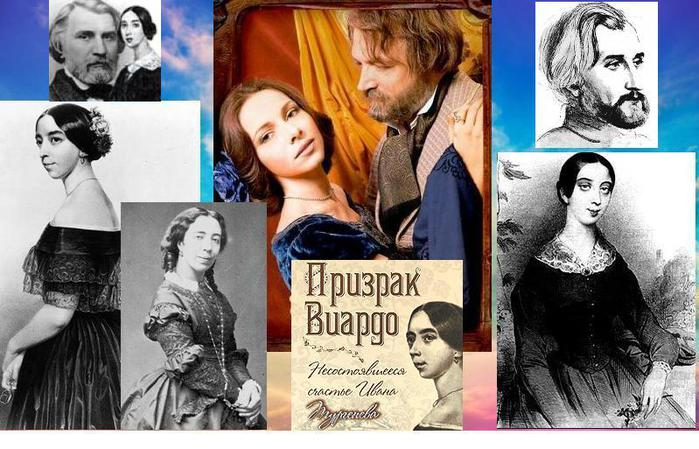 Призрак
Виардо
Несостоявшееся
счастье Ивана
Тургенева